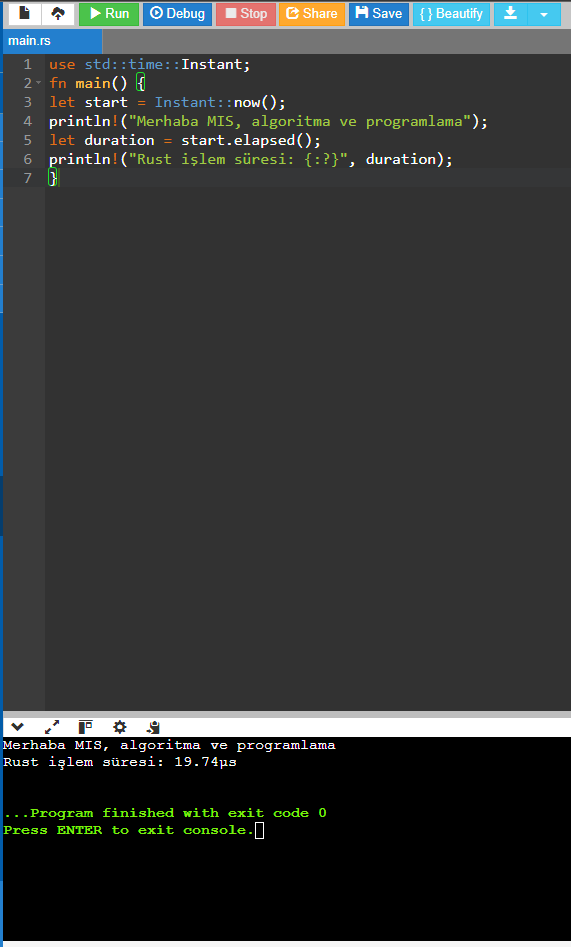 Run Debug Stop Share Save {} Beautify
main.rs
1 use std::time::Instant;
2 fn main() {
3 let start = Instant::now();
4 println!("Merhaba MIS, algoritma ve programlama");
5 let duration = start.elapsed();
6 println!("Rust işlem süresi: {:?}", duration);
7 }
Merhaba MIS, algoritma ve programlama
Rust işlem süresi: 19.74µs
...Program finished with exit code 0
Press ENTER to exit console.